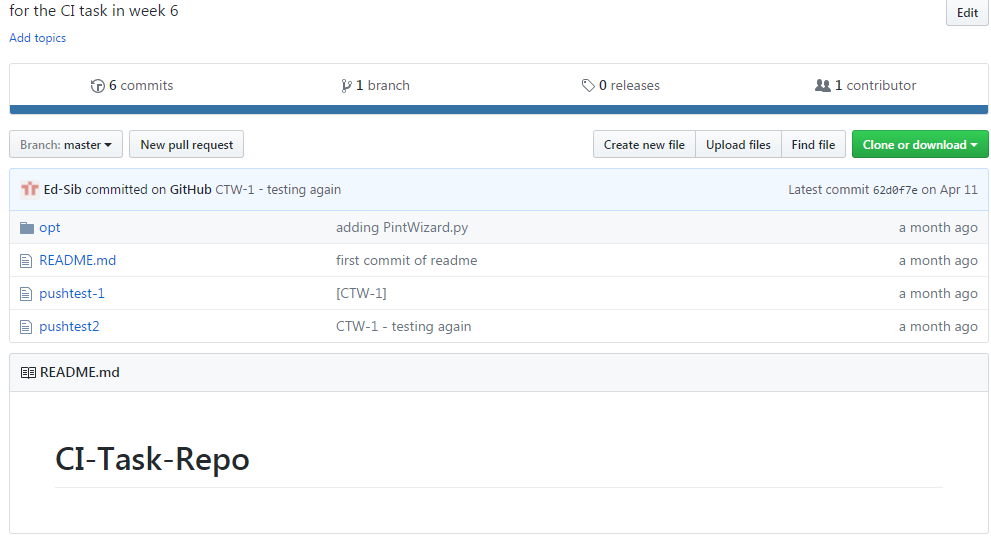 for the CI task in week 6
Edit
Add topics
6 commits 1 branch 0 releases 1 contributor
Branch: master New pull request Create new file Upload files Find file Clone or download
Ed-Sib committed on GitHub CTW-1 - testing again Latest commit 62d0f7e on Apr 11
opt adding PintWizard.py a month ago
README.md first commit of readme a month ago
pushtest-1 [CTW-1] a month ago
pushtest2 CTW-1 - testing again a month ago
README.md
CI-Task-Repo